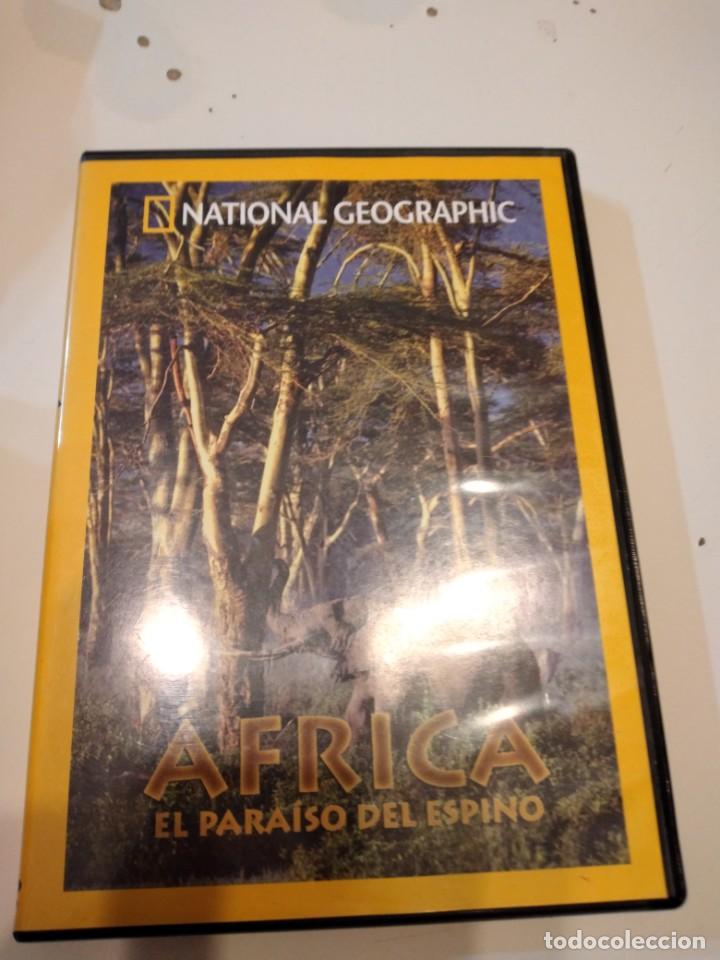 NATIONAL GEOGRAPHIC
AFRICA
EL PARAÍSO DEL ESPINO
todocoleccion